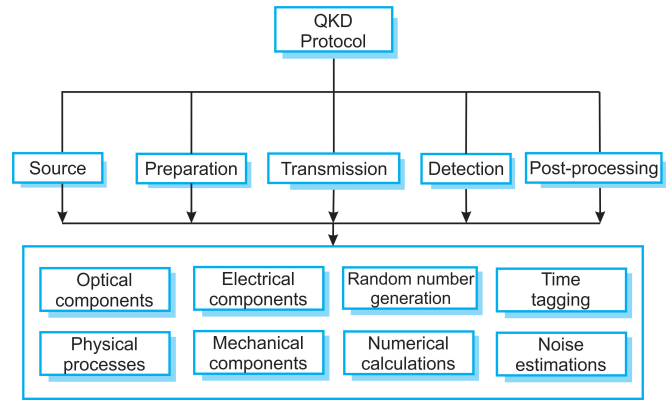 QKD
Protocol
Source
Preparation
Transmission
Detection
Post-processing
Optical
components
Electrical
components
Random number
generation
Time
tagging
Physical
processes
Mechanical
components
Numerical
calculations
Noise
estimations